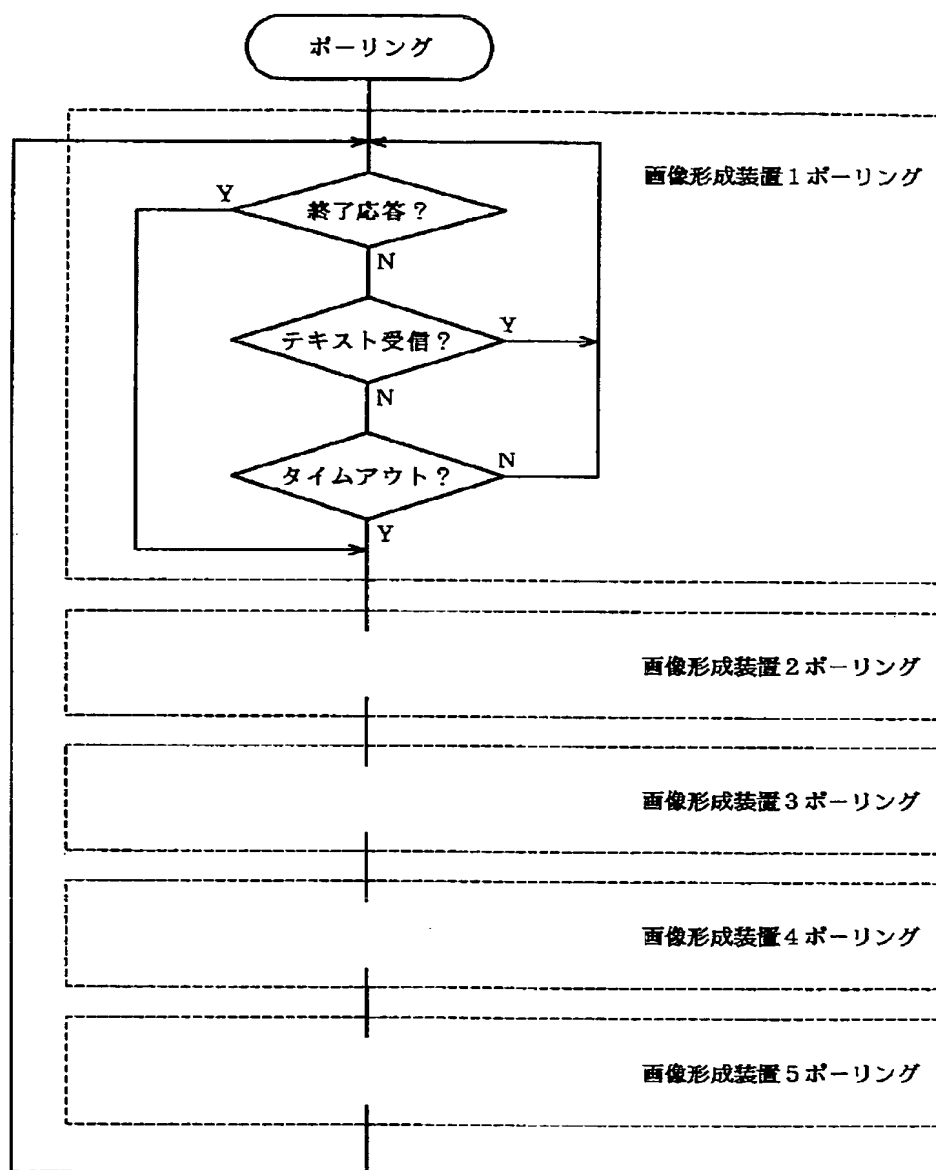 ポーリング
画像形成装置1ポーリング
Y
終了応答?
N
テキスト受信?
Y
N
タイムアウト?
N
Y
画像形成装置2ポーリング
画像形成装置3ポーリング
画像形成装置4ポーリング
画像形成装置5ポーリング